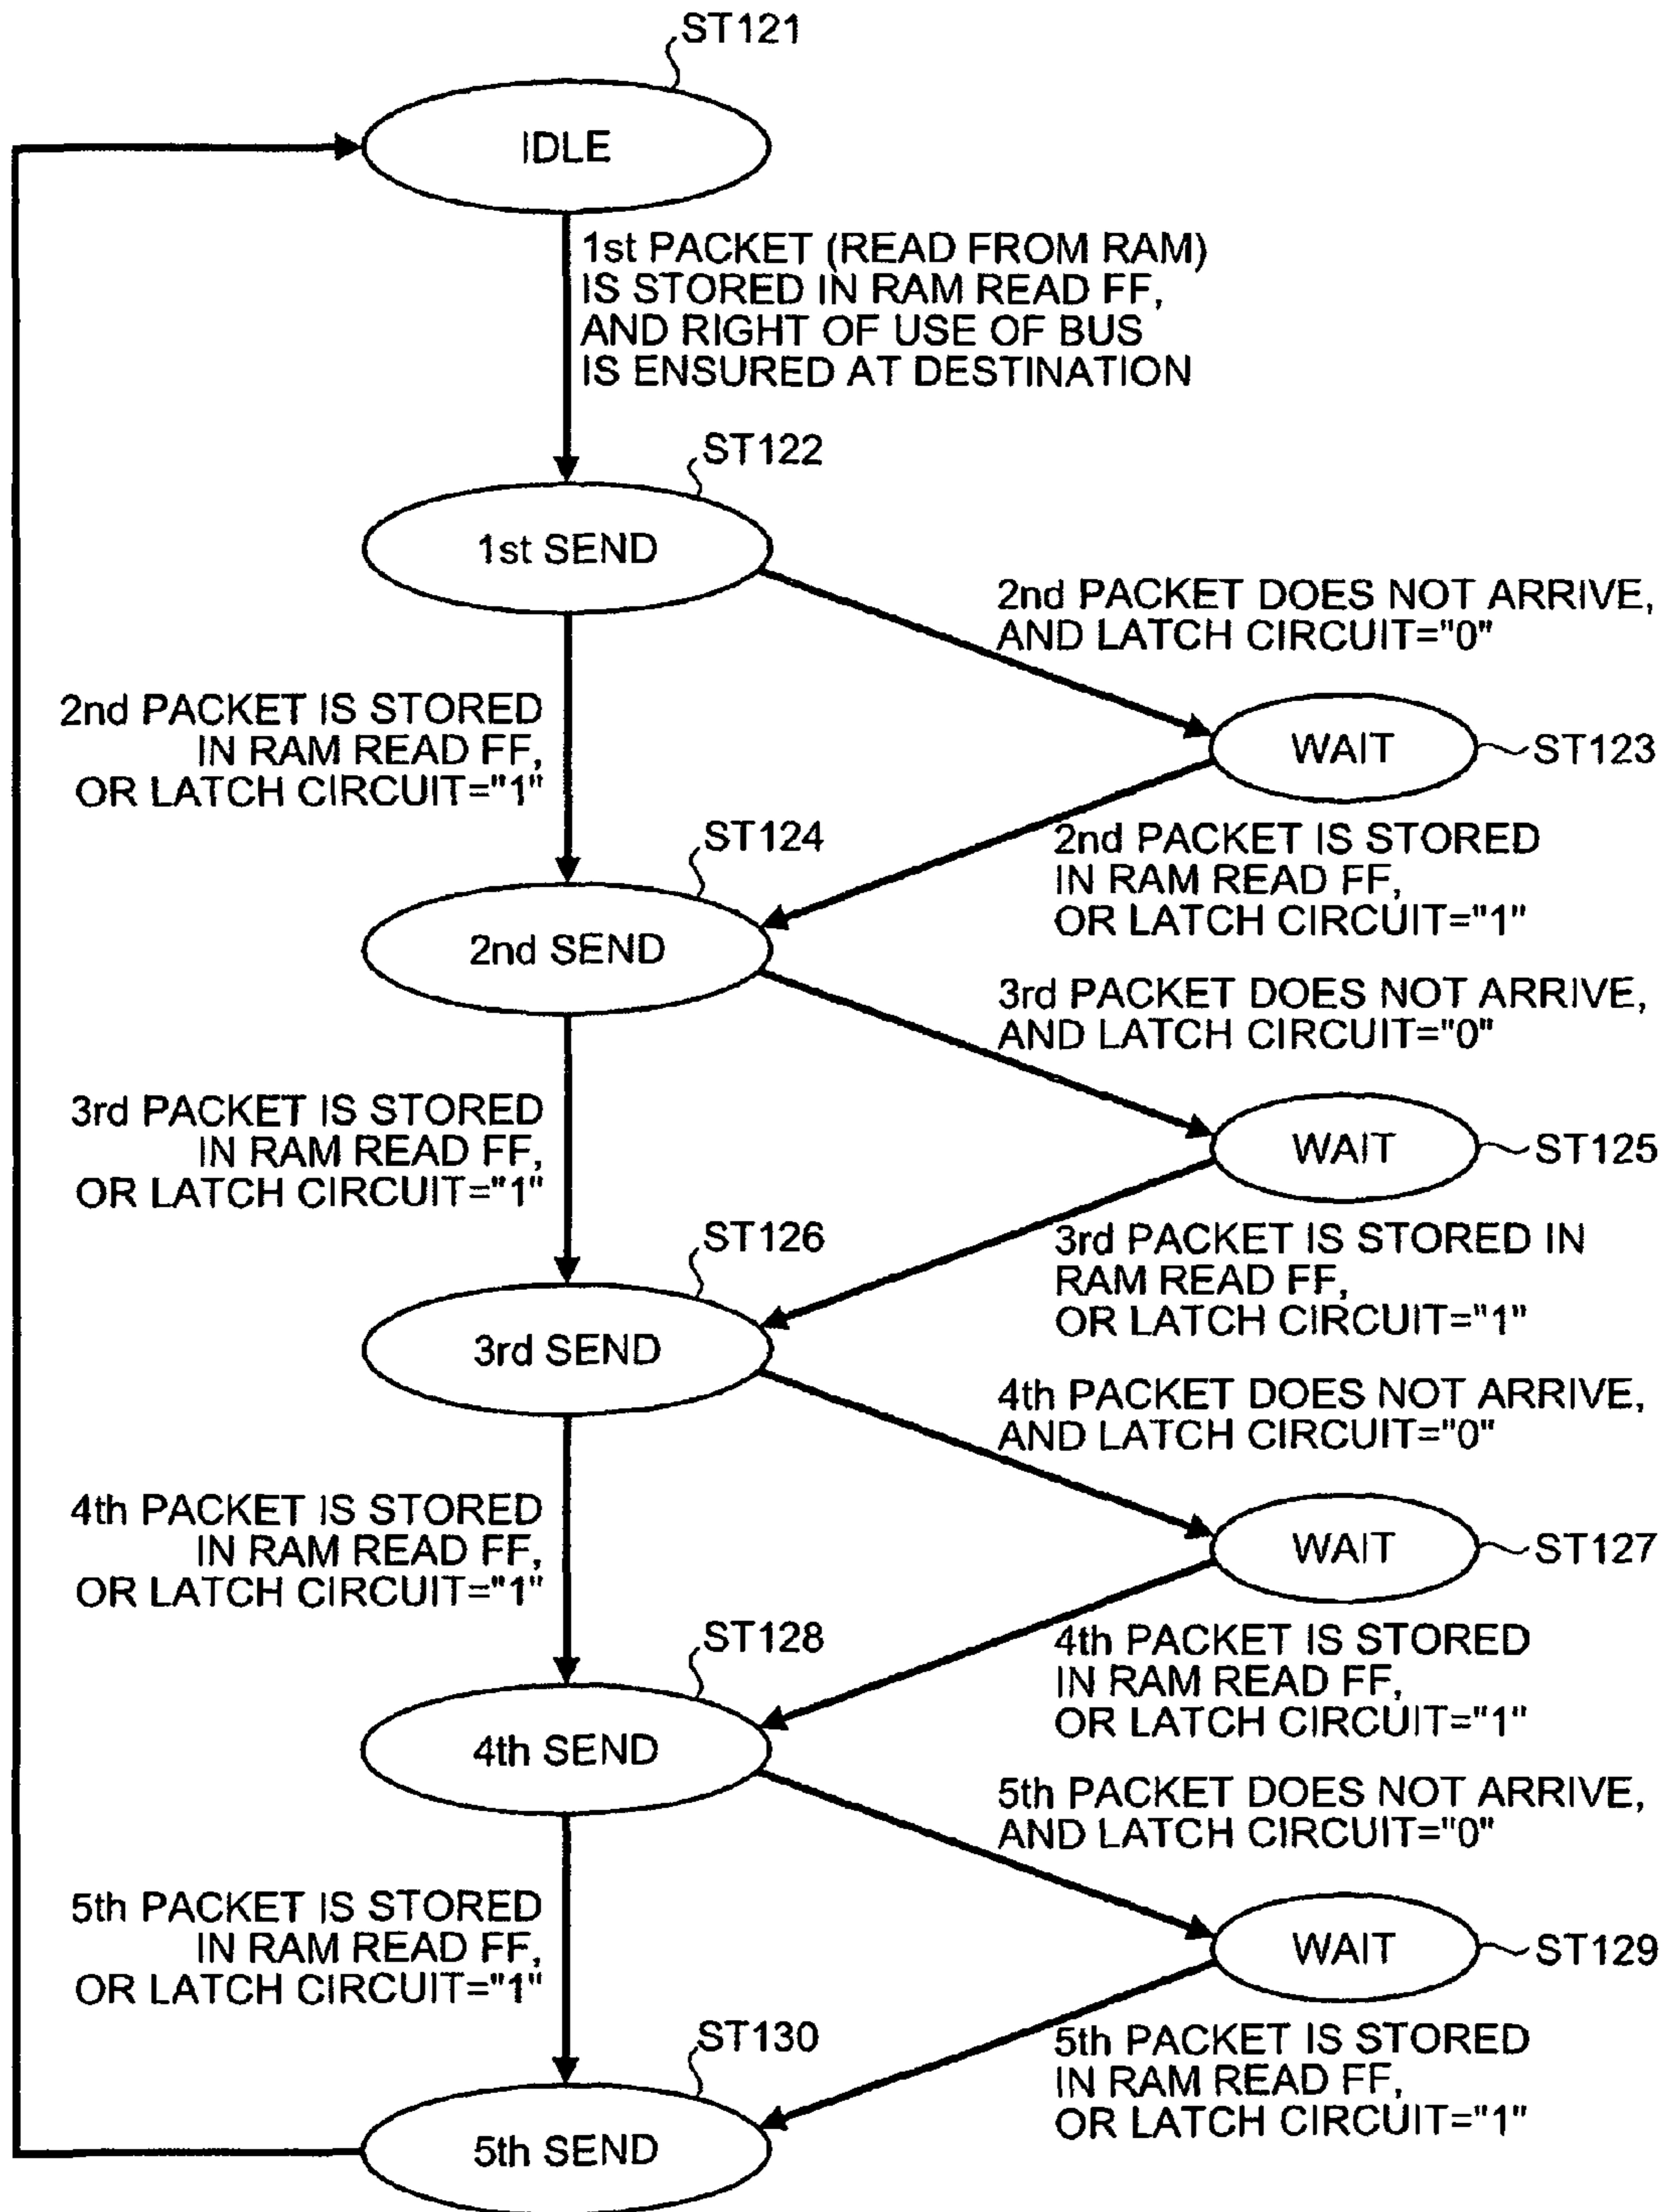 ST121
IDLE
1st PACKET (READ FROM RAM)
IS STORED IN RAM READ FF,
AND RIGHT OF USE OF BUS
IS ENSURED AT DESTINATION
ST122
1st SEND
2nd PACKET DOES NOT ARRIVE,
AND LATCH CIRCUIT="0"
2nd PACKET IS STORED
IN RAM READ FF,
OR LATCH CIRCUIT="1"
WAIT
ST123
2nd PACKET IS STORED
IN RAM READ FF,
OR LATCH CIRCUIT="1"
ST124
2nd SEND
3rd PACKET DOES NOT ARRIVE,
AND LATCH CIRCUIT="0"
3rd PACKET IS STORED
IN RAM READ FF,
OR LATCH CIRCUIT="1"
WAIT
ST125
3rd PACKET IS STORED IN
RAM READ FF,
OR LATCH CIRCUIT="1"
ST126
3rd SEND
4th PACKET DOES NOT ARRIVE,
AND LATCH CIRCUIT="0"
4th PACKET IS STORED
IN RAM READ FF,
OR LATCH CIRCUIT="1"
WAIT
ST127
4th PACKET IS STORED
IN RAM READ FF,
OR LATCH CIRCUIT="1"
ST128
4th SEND
5th PACKET DOES NOT ARRIVE,
AND LATCH CIRCUIT="0"
5th PACKET IS STORED
IN RAM READ FF,
OR LATCH CIRCUIT="1"
WAIT
ST129
5th PACKET IS STORED
IN RAM READ FF,
OR LATCH CIRCUIT="1"
ST130
5th SEND